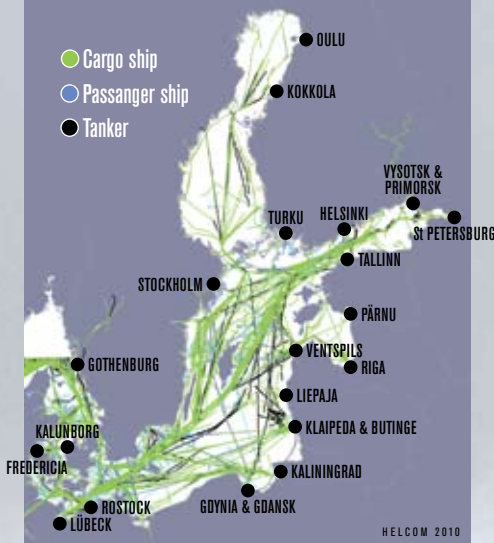 OULU
Cargo ship
Passanger ship
KOKKOLA
Tanker
VYSOTSK &
PRIMORSK
TURKU
HELSINKI
St PETERSBURG
TALLINN
STOCKHOLM
PÄRNU
VENTSPILS
GOTHENBURG
RIGA
LIEPAJA
KLAIPEDA & BUTINGE
KALUNBORG
FREDERICIA
KALININGRAD
ROSTOCK
GDYNIA & GDANSK
LÜBECK
HELCOM 2010